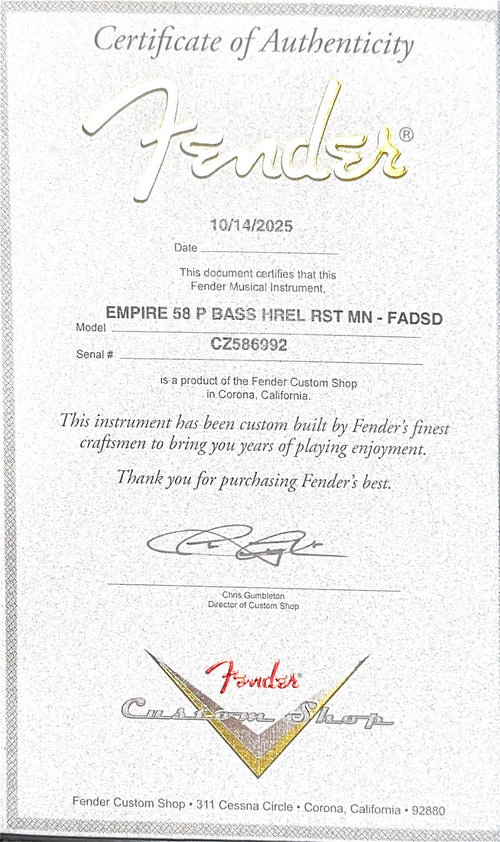 Certificate of Authenticity
Fender®
10/14/2025
Date
This document certifies that this
Fender Musical Instrument,
EMPIRE 58 P BASS HREL RST MN - FADSD
Model
CZ586992
Serial #
is a product of the Fender Custom Shop
in Corona, California.
This instrument has been custom built by Fender's finest
craftsmen to bring you years of playing enjoyment.
Thank you for purchasing Fender's best.
Chris Gumbleton
Director of Custom Shop
Fender®
Custom Shop
Fender Custom Shop • 311 Cessna Circle • Corona, California • 92880